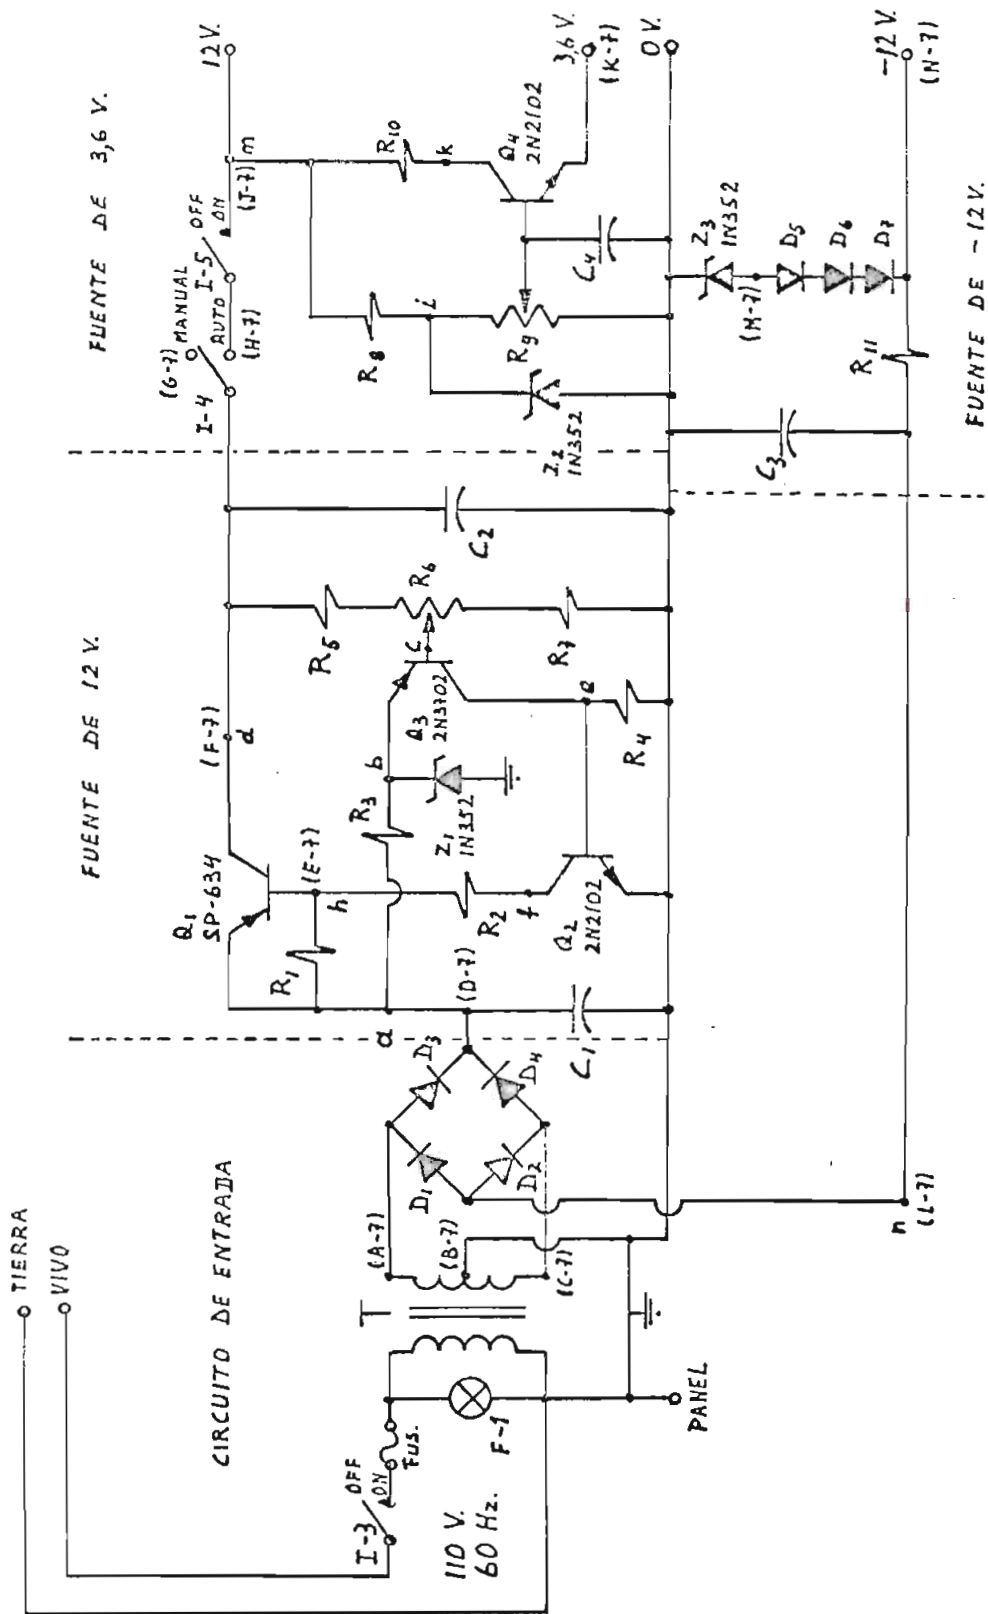 TIERRA
VIVO
CIRCUITO DE ENTRADA
FUENTE DE 12 V.
FUENTE DE 3,6 V.
I-3
OFF
ON
FUS.
110 V.
60 Hz.
F-1
PANEL
T
(A-7)
(B-7)
(C-7)
D1
D2
D3
D4
a
(D-7)
C1
n
(L-7)
Q1
SP-634
R1
(E-7)
h
R2
f
Q2
2N2102
R3
b
Z1
1N352
Q3
2N3702
c
e
R4
(F-7)
d
R5
R6
R7
C2
I-4
(G-7) MANUAL
AUTO
(H-7)
I-5
OFF
ON
(J-7)
m
12 V.
R8
i
R9
Z2
1N352
R10
k
Q4
2N2102
C4
3,6 V.
(K-7)
0 V.
C3
Z3
1N352
(M-7)
D5
D6
D7
R11
-12 V.
(N-7)
FUENTE DE -12 V.